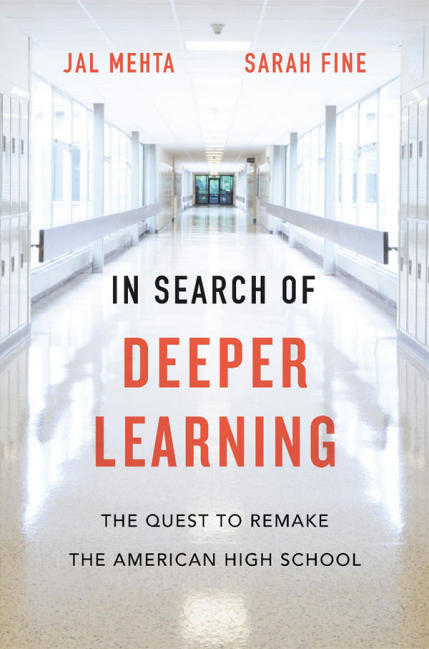 JAL MEHTA SARAH FINE
IN SEARCH OF
DEEPER
LEARNING
THE QUEST TO REMAKE
THE AMERICAN HIGH SCHOOL